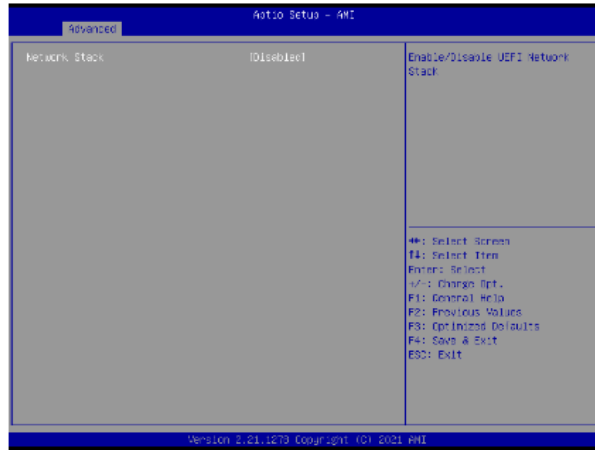 Aptio Setup - AMI
Advanced
Network Stack [Disabled]
Enable/Disable UEFI Network
Stack
: Select Screen
↑↓: Select Item
Enter: Select
+/-: Change Opt.
F1: General Help
F2: Previous Values
F3: Optimized Defaults
F4: Save & Exit
ESC: Exit
Version 2.21.1278 Copyright (C) 2021 AMI